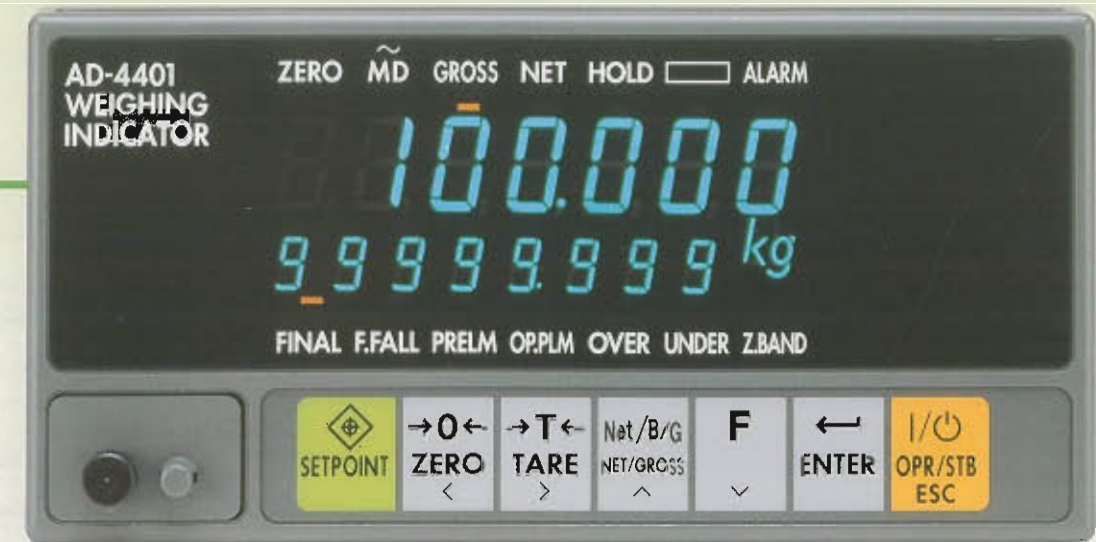 AD-4401
WEIGHING
INDICATOR
ZERO M͂D GROSS NET HOLD ALARM
100.000
99999.999 kg
FINAL F.FALL PRELM OP.PLM OVER UNDER Z.BAND
SETPOINT
→0←
ZERO
<
→T←
TARE
>
Net/B/G
NET/GROSS
^
F
∨
←
ENTER
I/⏻
OPR/STB
ESC